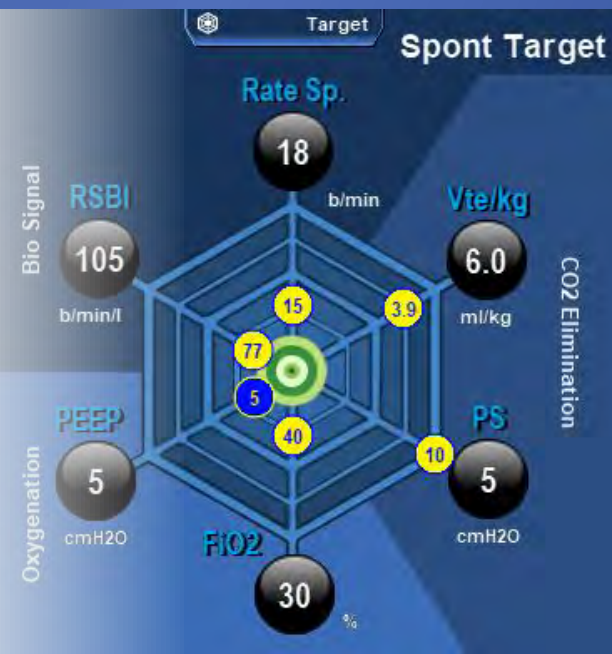 Target
Spont Target
Rate Sp.
18
b/min
Bio Signal
RSBI
105
b/min/l
Vte/kg
6.0
ml/kg
CO2 Elimination
15
3.9
77
5
40
10
PEEP
5
cmH2O
Oxygenation
PS
5
cmH2O
FiO2
30
%